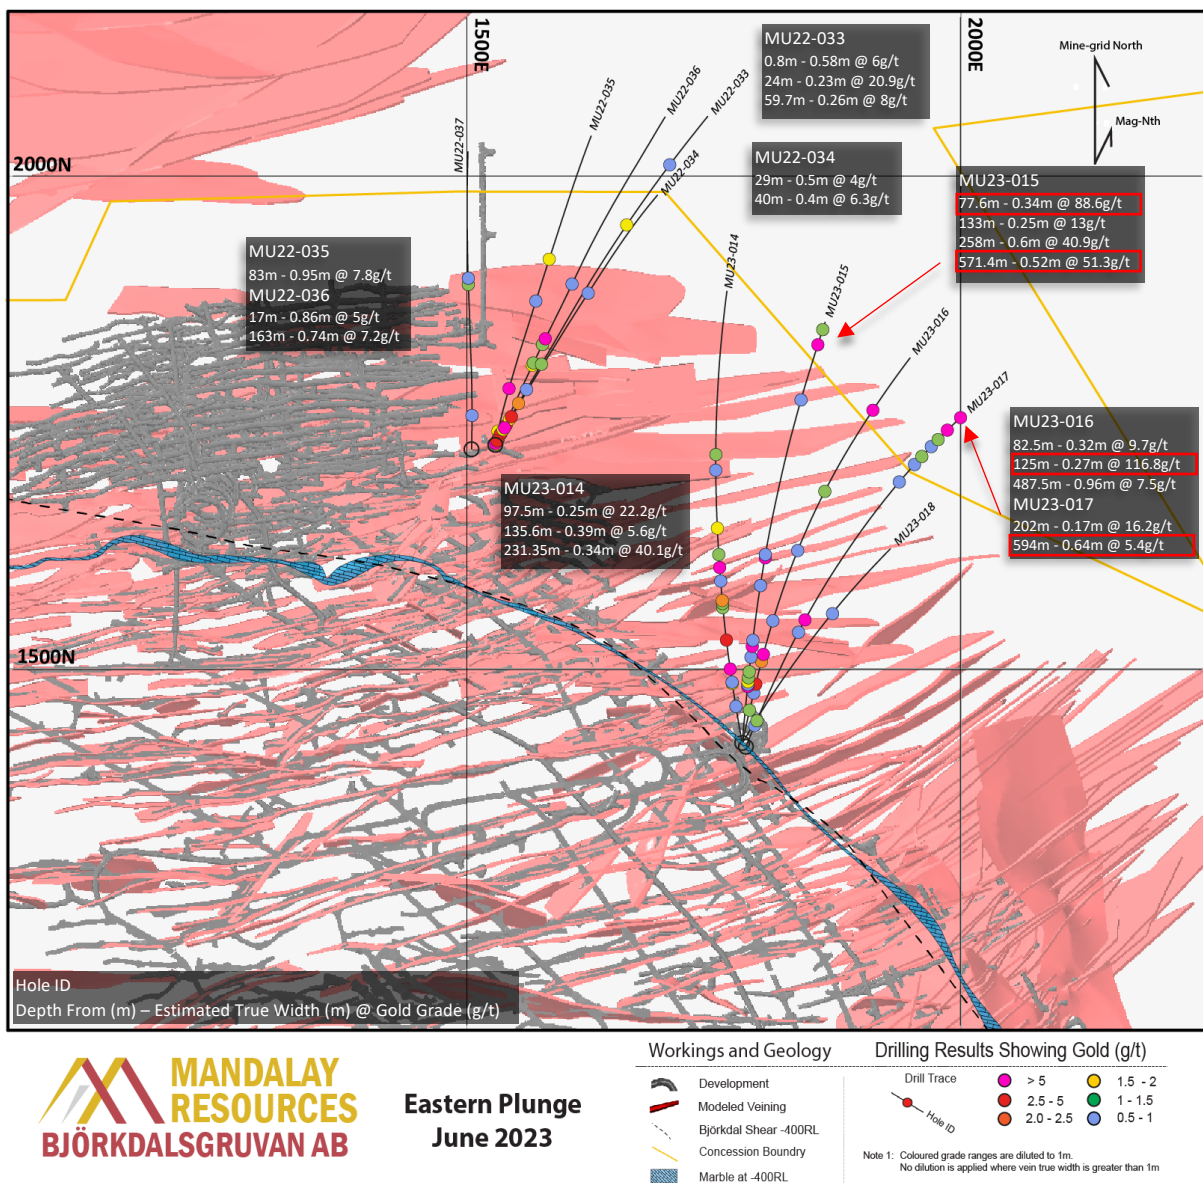 1500E
2000E
Mine-grid North
Mag-Nth
2000N
1500N
MU22-037
MU22-035
MU22-036
MU22-033
MU22-034
MU23-014
MU23-015
MU23-016
MU23-017
MU23-018
MU22-033
0.8m - 0.58m @ 6g/t
24m - 0.23m @ 20.9g/t
59.7m - 0.26m @ 8g/t
MU22-034
29m - 0.5m @ 4g/t
40m - 0.4m @ 6.3g/t
MU23-015
77.6m - 0.34m @ 88.6g/t
133m - 0.25m @ 13g/t
258m - 0.6m @ 40.9g/t
571.4m - 0.52m @ 51.3g/t
MU22-035
83m - 0.95m @ 7.8g/t
MU22-036
17m - 0.86m @ 5g/t
163m - 0.74m @ 7.2g/t
MU23-016
82.5m - 0.32m @ 9.7g/t
125m - 0.27m @ 116.8g/t
487.5m - 0.96m @ 7.5g/t
MU23-017
202m - 0.17m @ 16.2g/t
594m - 0.64m @ 5.4g/t
MU23-014
97.5m - 0.25m @ 22.2g/t
135.6m - 0.39m @ 5.6g/t
231.35m - 0.34m @ 40.1g/t
Hole ID
Depth From (m) – Estimated True Width (m) @ Gold Grade (g/t)
MANDALAY
RESOURCES
BJÖRKDALSGRUVAN AB
Eastern Plunge
June 2023
Workings and Geology
Development
Modeled Veining
Björkdal Shear -400RL
Concession Boundry
Marble at -400RL
Drilling Results Showing Gold (g/t)
Drill Trace
Hole ID
> 5
2.5 - 5
2.0 - 2.5
1.5 - 2
1 - 1.5
0.5 - 1
Note 1: Coloured grade ranges are diluted to 1m.
No dilution is applied where vein true width is greater than 1m